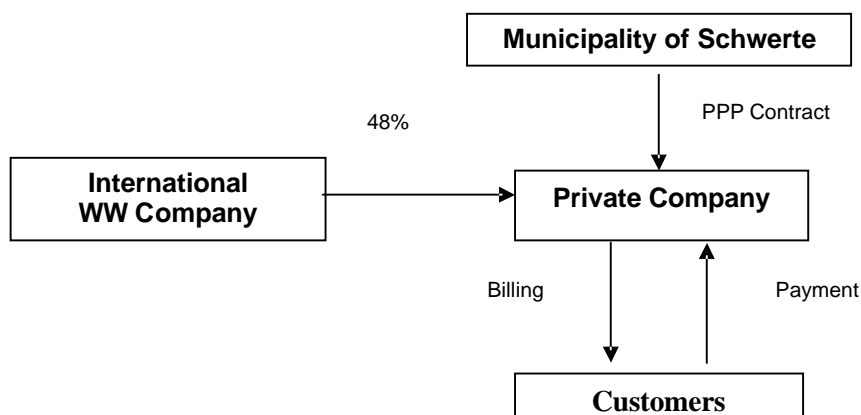 Municipality of Schwerte
PPP Contract
48%
International
WW Company
Private Company
Billing
Payment
Customers